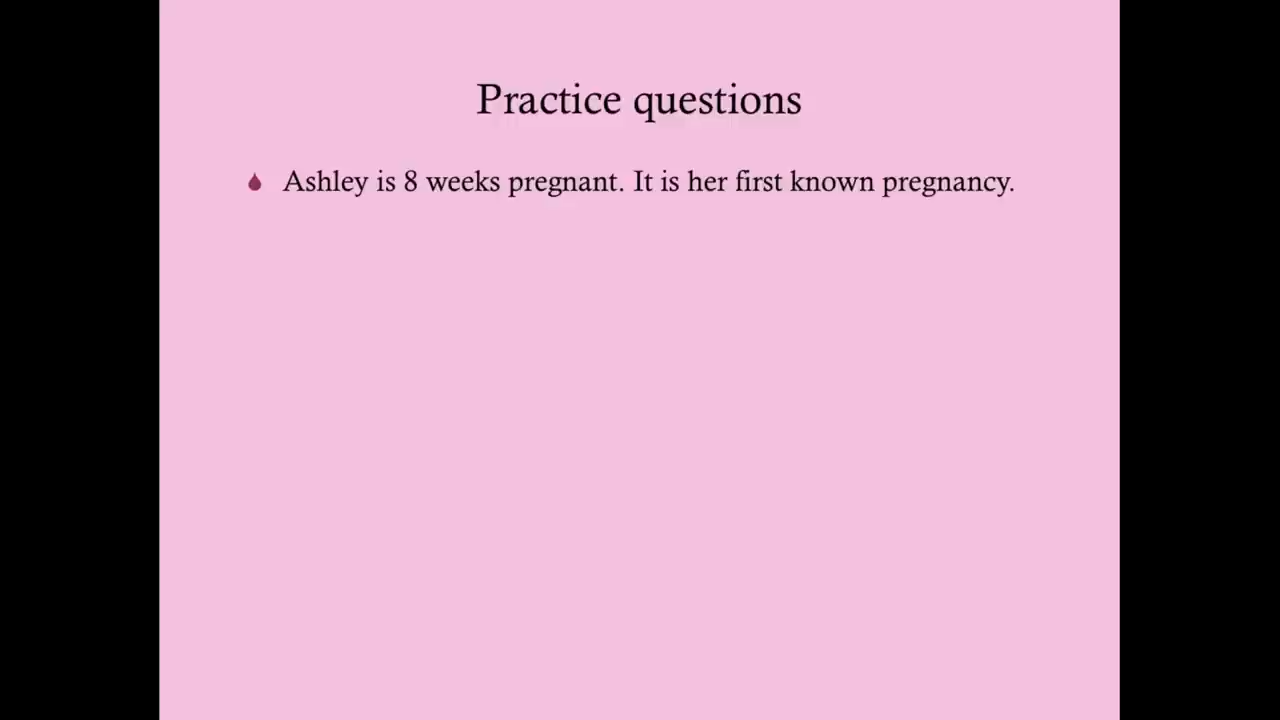 Practice questions
Ashley is 8 weeks pregnant. It is her first known pregnancy.